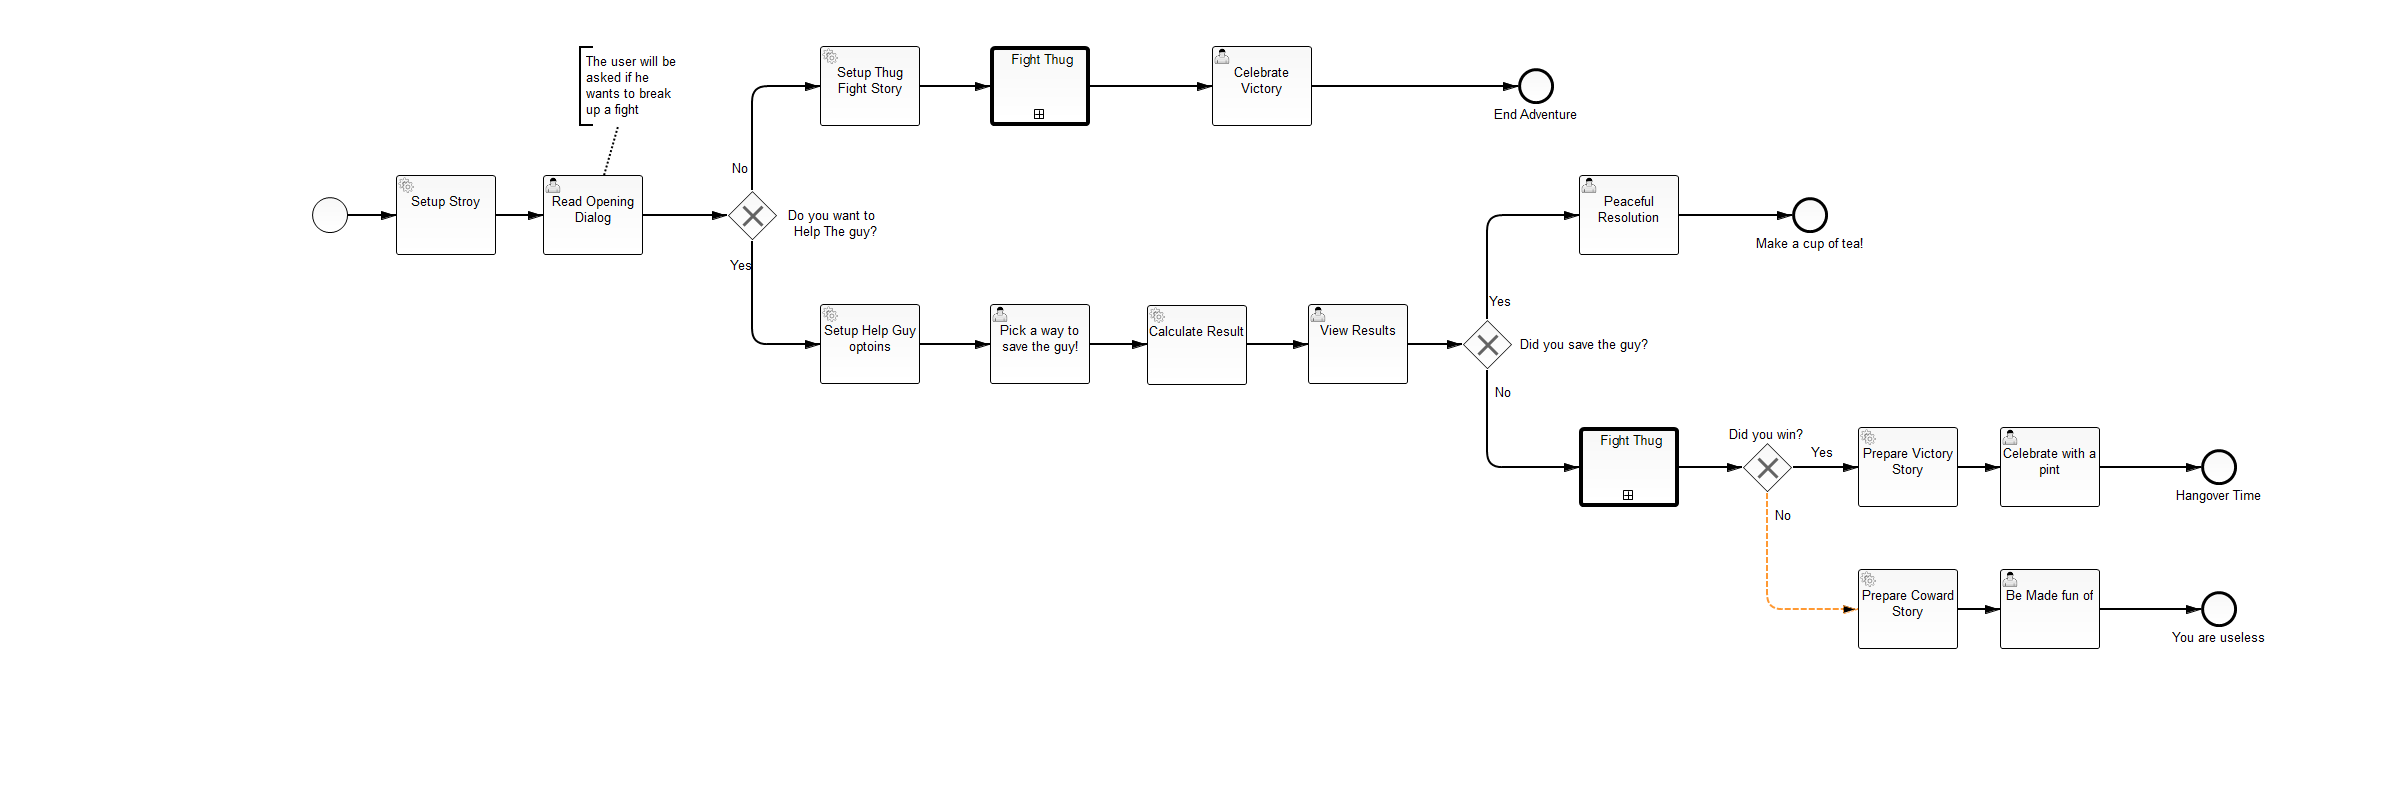 The user will be
asked if he
wants to break
up a fight
Setup Thug
Fight Story
Fight Thug
Celebrate
Victory
End Adventure
No
Setup Stroy
Read Opening
Dialog
Do you want to
Help The guy?
Yes
Peaceful
Resolution
Make a cup of tea!
Setup Help Guy
optoins
Pick a way to
save the guy!
Calculate Result
View Results
Yes
Did you save the guy?
No
Fight Thug
Did you win?
Yes
Prepare Victory
Story
Celebrate with a
pint
Hangover Time
No
Prepare Coward
Story
Be Made fun of
You are useless